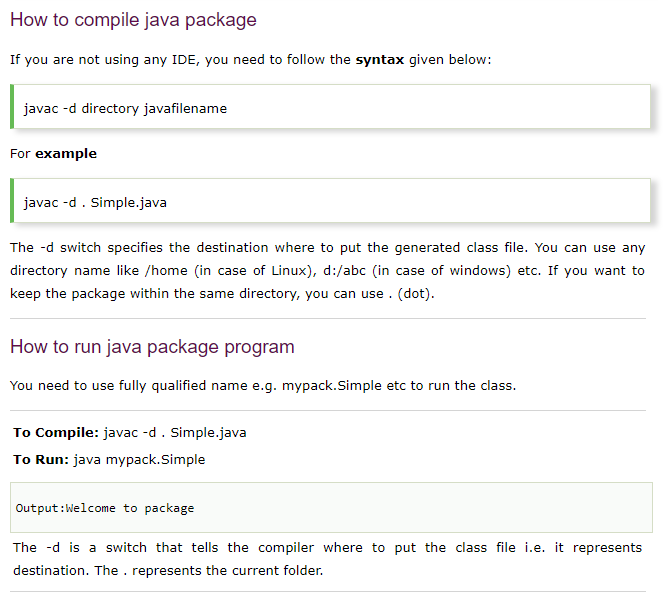 How to compile java package
If you are not using any IDE, you need to follow the syntax given below:
javac -d directory javafilename
For example
javac -d . Simple.java
The -d switch specifies the destination where to put the generated class file. You can use any
directory name like /home (in case of Linux), d:/abc (in case of windows) etc. If you want to
keep the package within the same directory, you can use . (dot).
How to run java package program
You need to use fully qualified name e.g. mypack.Simple etc to run the class.
To Compile: javac -d . Simple.java
To Run: java mypack.Simple
Output:Welcome to package
The -d is a switch that tells the compiler where to put the class file i.e. it represents
destination. The . represents the current folder.